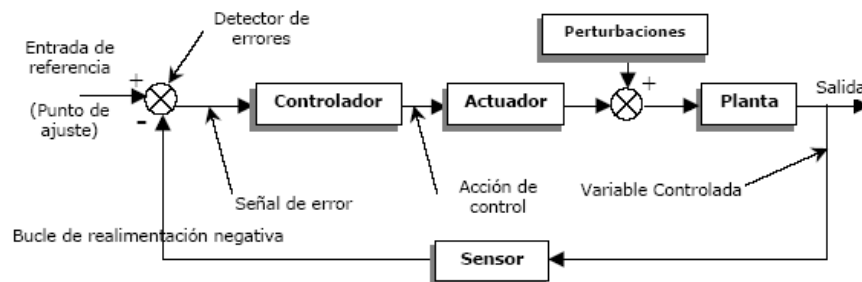 Detector de
errores
Perturbaciones
Entrada de
referencia
+
+
Controlador
Actuador
Planta
Salida
(Punto de
ajuste)
-
Señal de error
Acción de
control
Variable Controlada
Bucle de realimentación negativa
Sensor